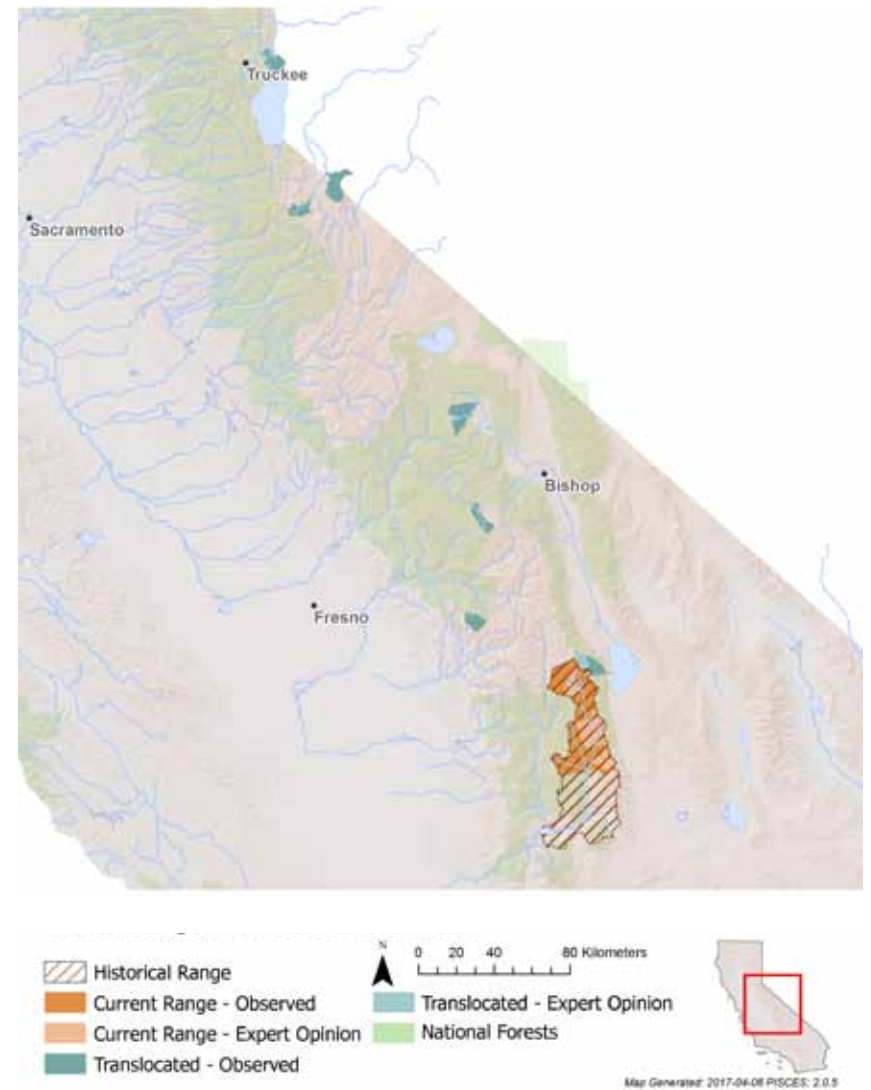 Truckee
Sacramento
Bishop
Fresno
N
0 20 40 80 Kilometers
Historical Range
Current Range - Observed
Current Range - Expert Opinion
Translocated - Observed
Translocated - Expert Opinion
National Forests
Map Generated: 2017-04-06 PISCES: 2.0.5